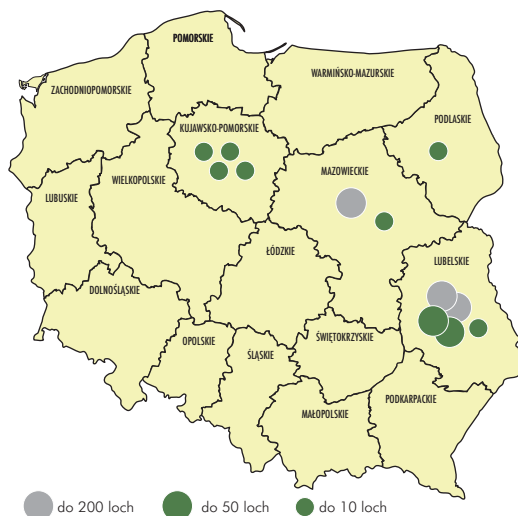 POMORSKIE
WARMIŃSKO-MAZURSKIE
ZACHODNIOPOMORSKIE
PODLASKIE
KUJAWSKO-POMORSKIE
MAZOWIECKIE
WIELKOPOLSKIE
LUBUSKIE
ŁÓDZKIE
LUBELSKIE
DOLNOŚLĄSKIE
OPOLSKIE
ŚLĄSKIE
ŚWIĘTOKRZYSKIE
MAŁOPOLSKIE
PODKARPACKIE
do 200 loch
do 50 loch
do 10 loch